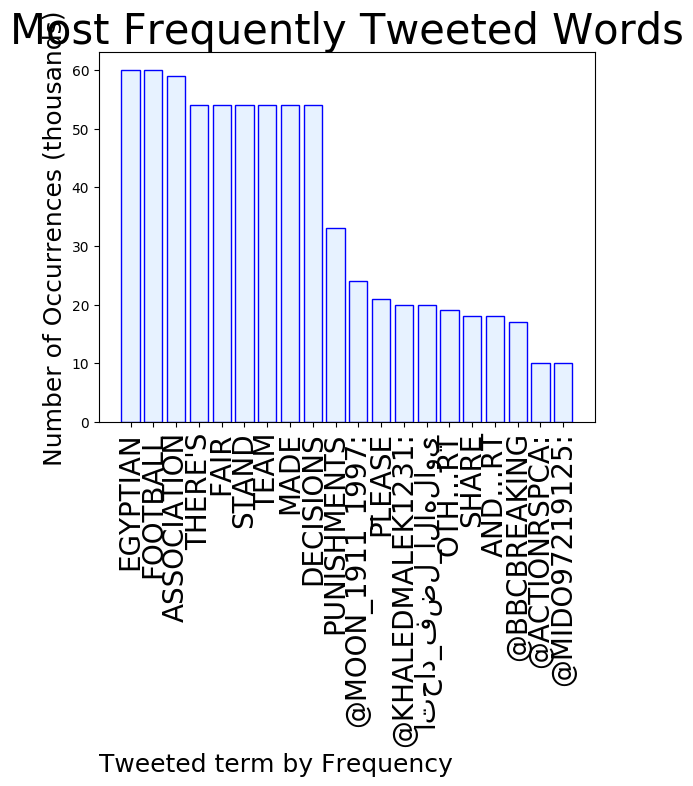 Most Frequently Tweeted Words
Number of Occurrences (thousands)
60
50
40
30
20
10
0
EGYPTIAN
FOOTBALL
ASSOCIATION
THERE'S
FAIR
STAND
TEAM
MADE
DECISIONS
PUNISHMENTS
@MOON_1911_1997:
PLEASE
@KHALEDMALEK1231:
اتحاد_فضل_الاهلاوي
OTH…RT
SHARE
AND…RT
@BBCBREAKING
@ACTIONRSPCA:
@MIDO97219125:
Tweeted term by Frequency